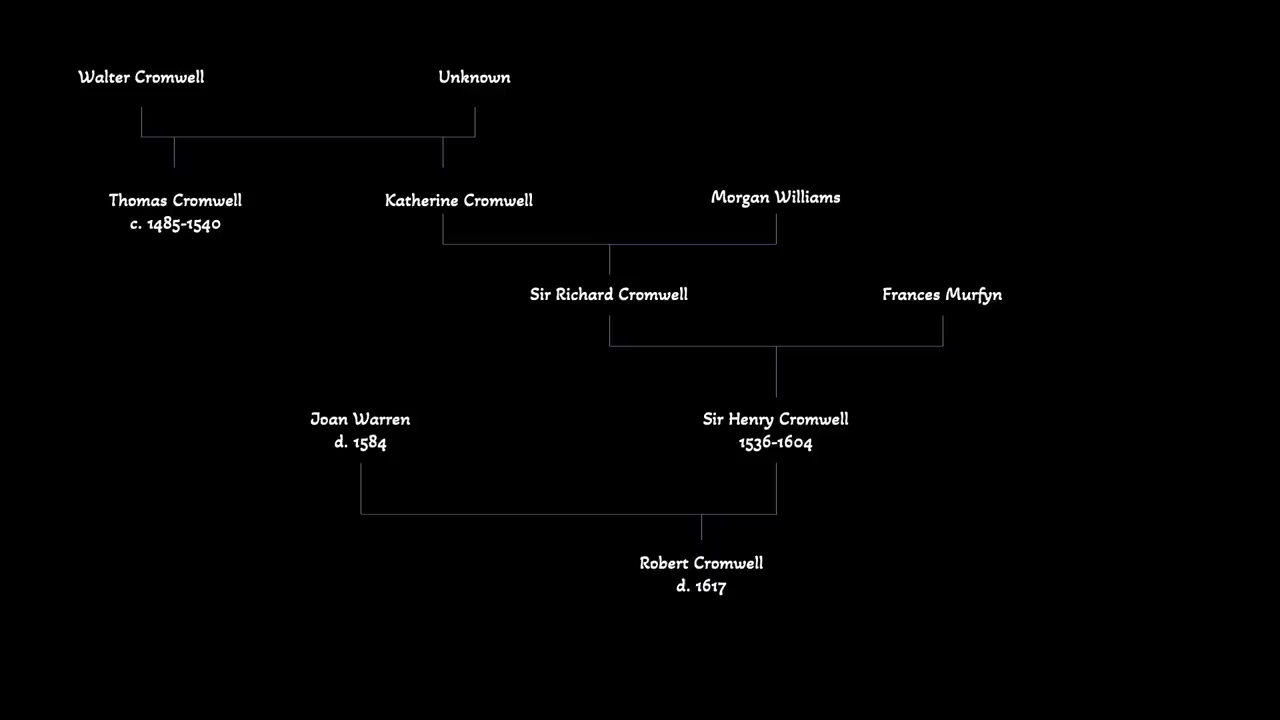 Walter Cromwell
Unknown
Thomas Cromwell
c. 1485-1540
Katherine Cromwell
Morgan Williams
Sir Richard Cromwell
Frances Murfyn
Joan Warren
d. 1584
Sir Henry Cromwell
1536-1604
Robert Cromwell
d. 1617